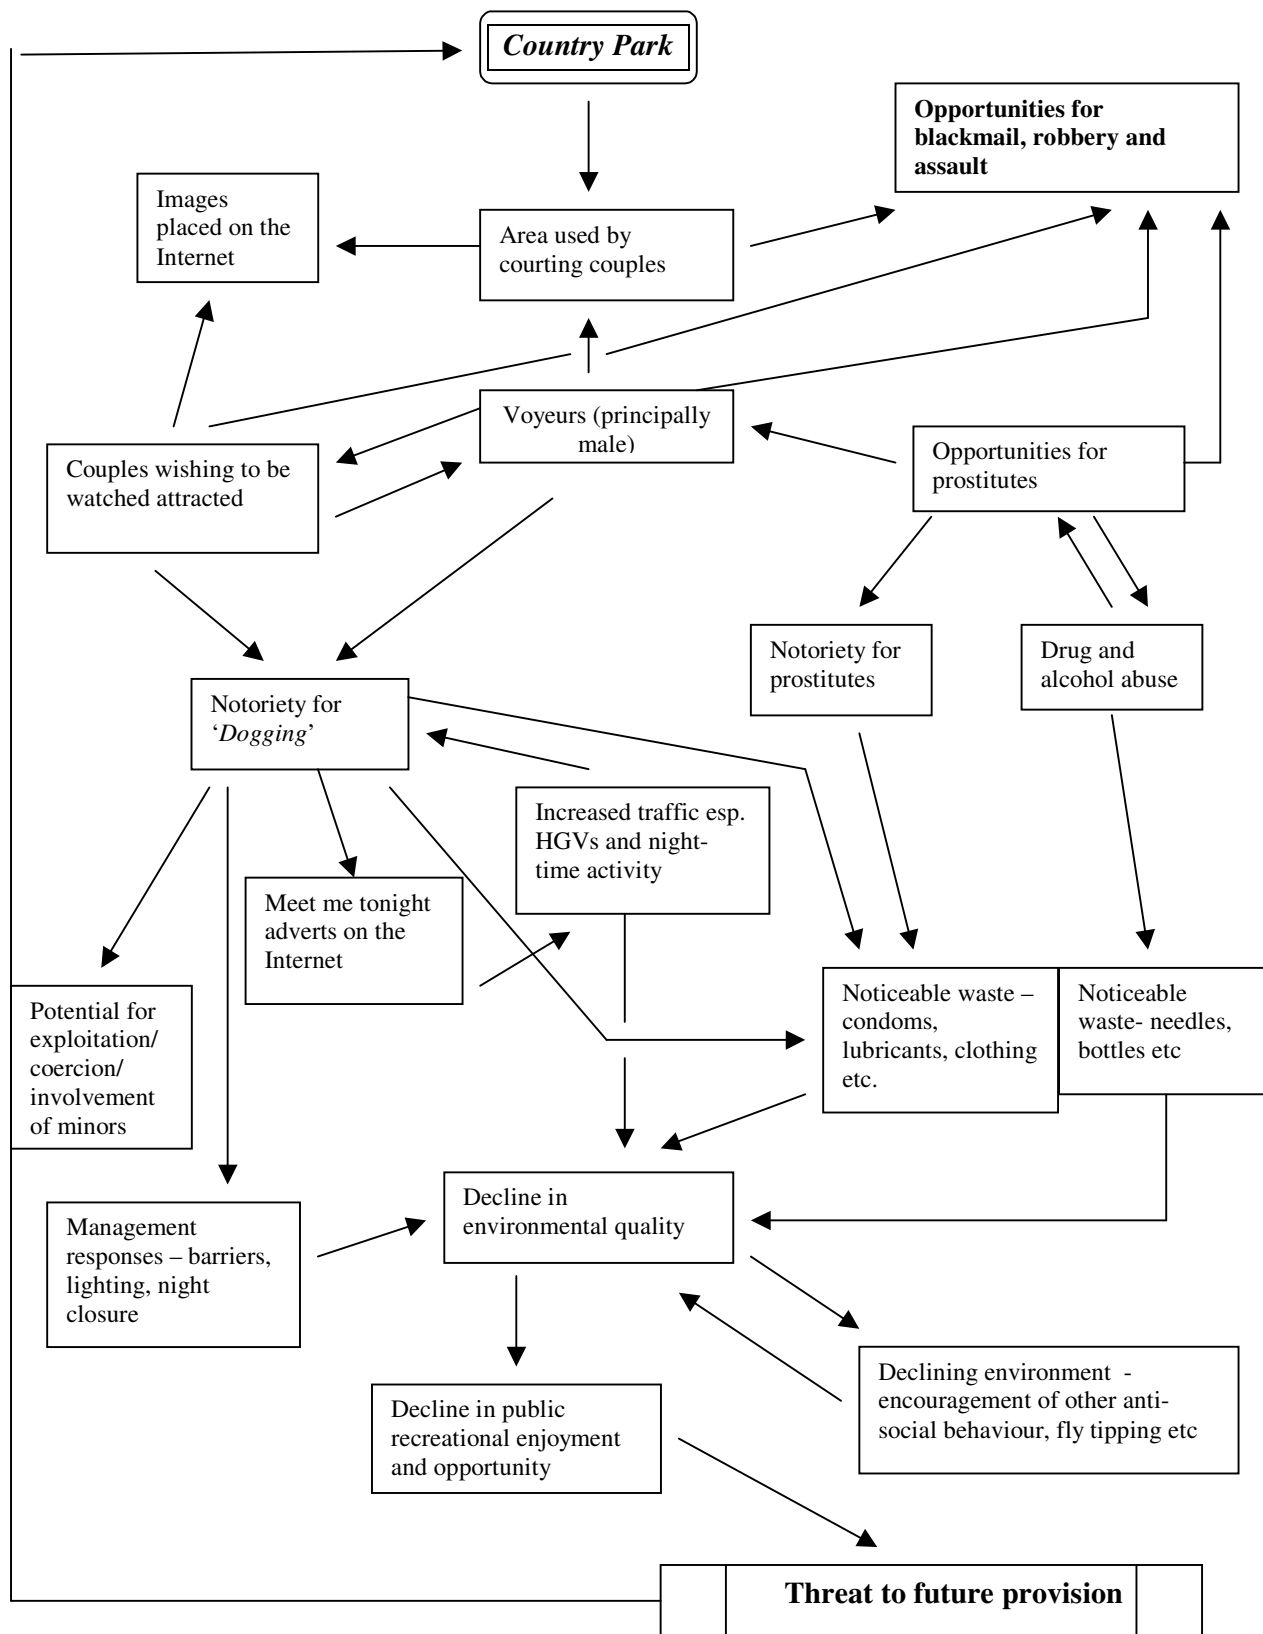 Country Park
Opportunities for
blackmail, robbery and
assault
Images
placed on the
Internet
Area used by
courting couples
Voyeurs (principally
male)
Couples wishing to be
watched attracted
Opportunities for
prostitutes
Notoriety for
prostitutes
Drug and
alcohol abuse
Notoriety for
‘Dogging’
Increased traffic esp.
HGVs and night-
time activity
Meet me tonight
adverts on the
Internet
Potential for
exploitation/
coercion/
involvement
of minors
Noticeable waste –
condoms,
lubricants, clothing
etc.
Noticeable
waste- needles,
bottles etc
Decline in
environmental quality
Management
responses – barriers,
lighting, night
closure
Declining environment -
encouragement of other anti-
social behaviour, fly tipping etc
Decline in public
recreational enjoyment
and opportunity
Threat to future provision